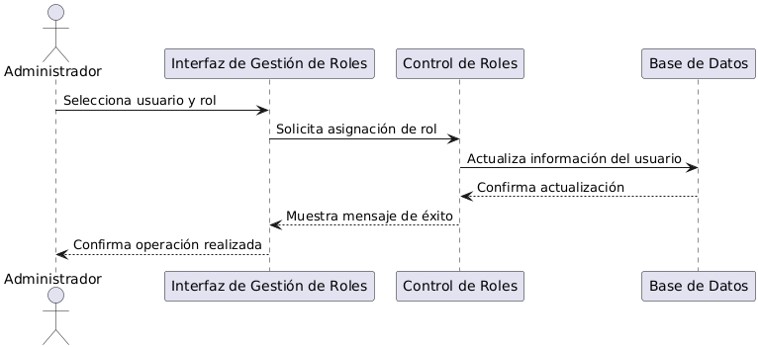 Administrador
Interfaz de Gestión de Roles
Control de Roles
Base de Datos
Selecciona usuario y rol
Solicita asignación de rol
Actualiza información del usuario
Confirma actualización
Muestra mensaje de éxito
Confirma operación realizada
Administrador
Interfaz de Gestión de Roles
Control de Roles
Base de Datos